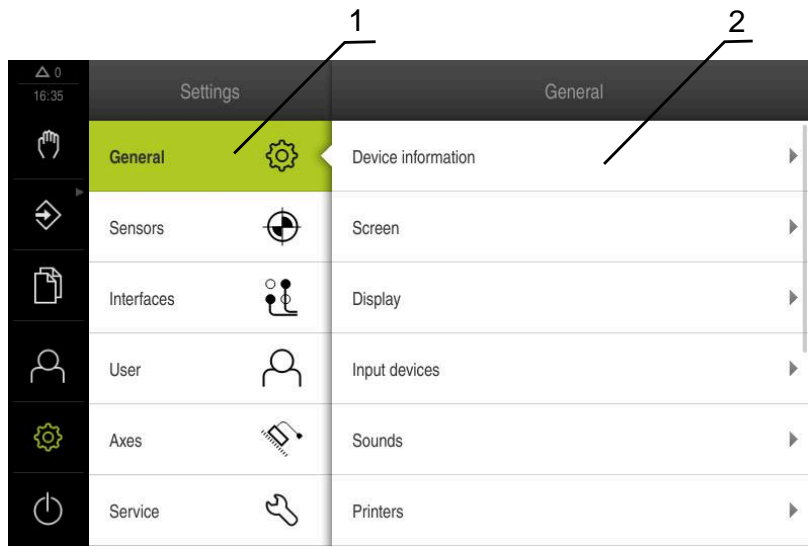 1
2
0
16:35
Settings
General
General
Device information
Sensors
Screen
Interfaces
Display
User
Input devices
Axes
Sounds
Service
Printers